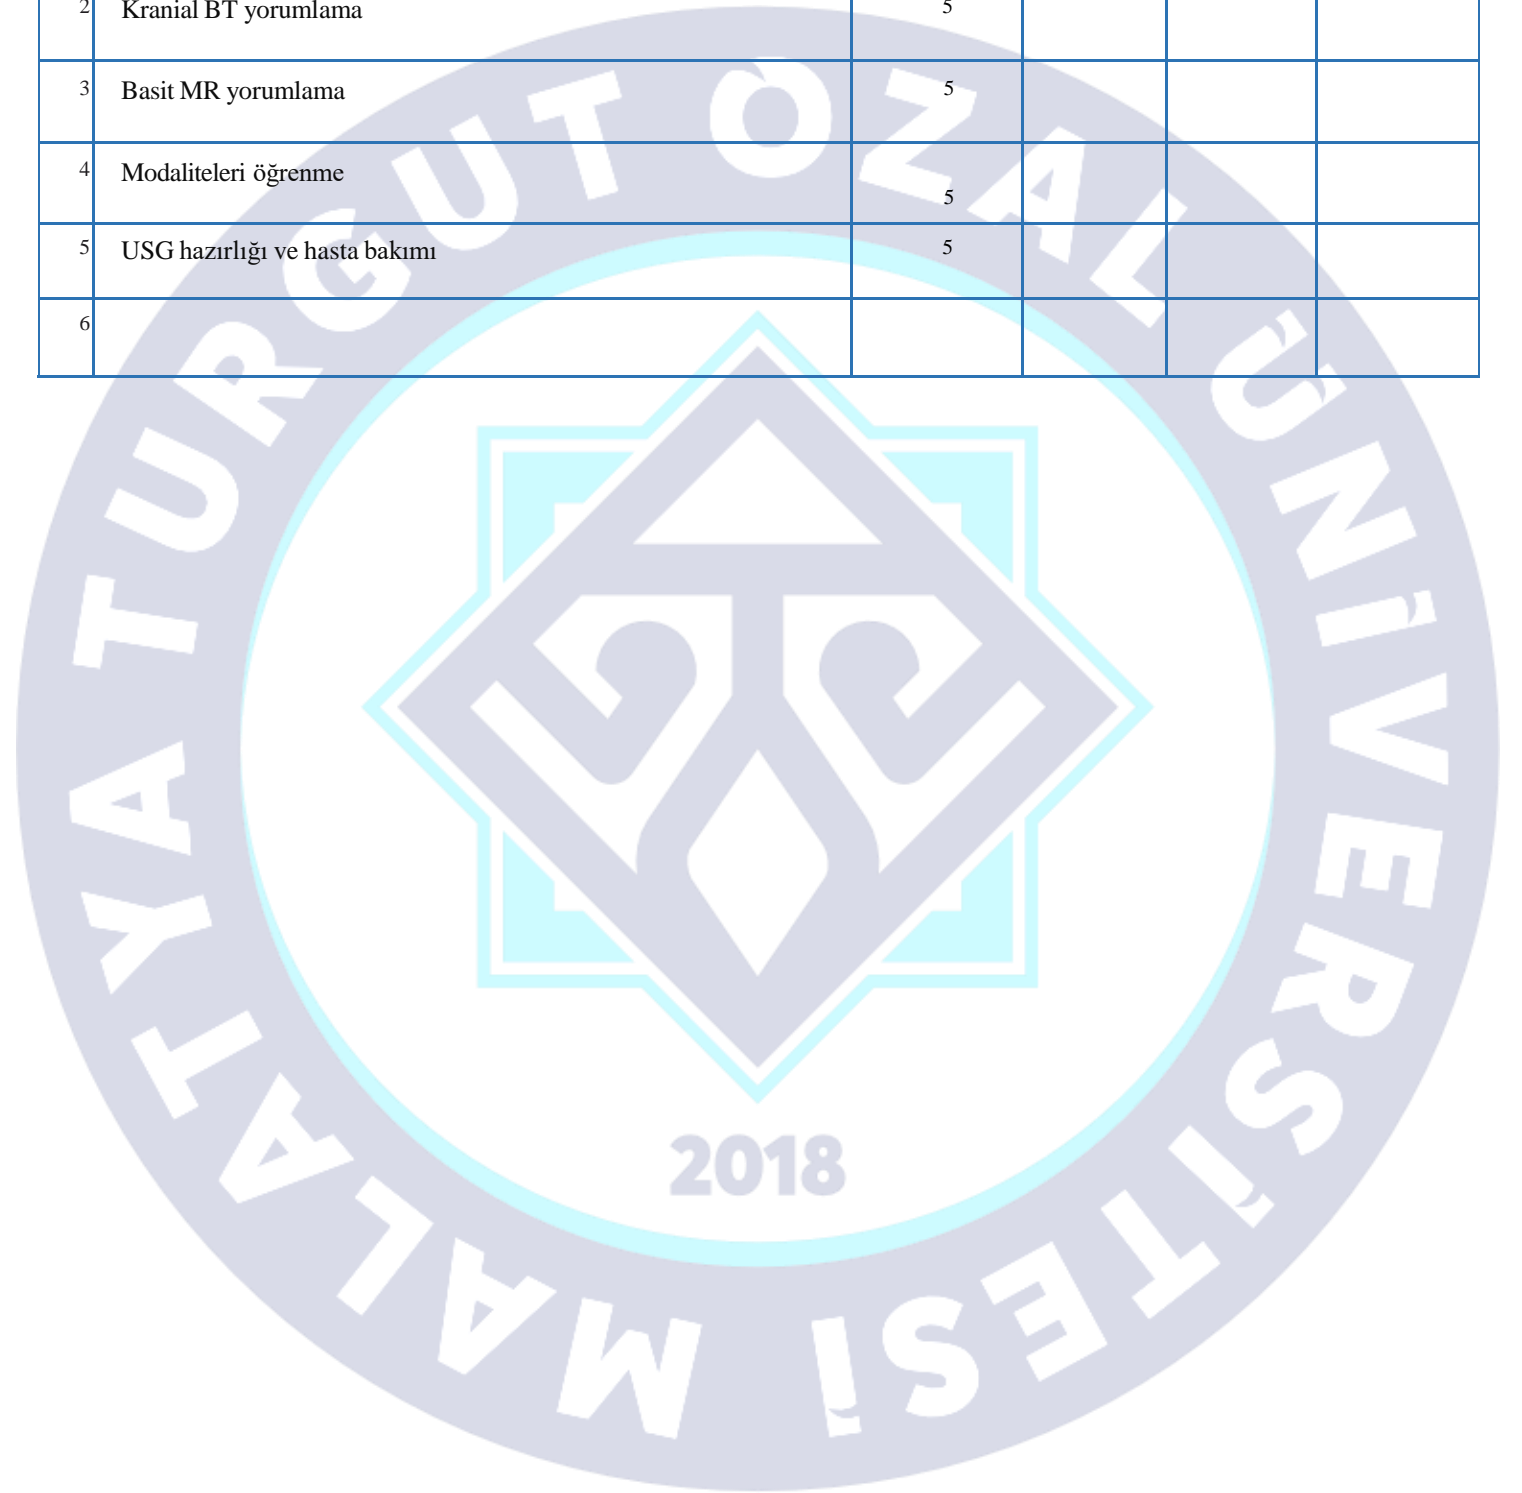 2 Kranial BT yorumlama 5
3 Basit MR yorumlama 5
4 Modaliteleri öğrenme 5
5 USG hazırlığı ve hasta bakımı 5
6
MALATYA TURGUT ÖZAL ÜNİVERSİTESİ
2018